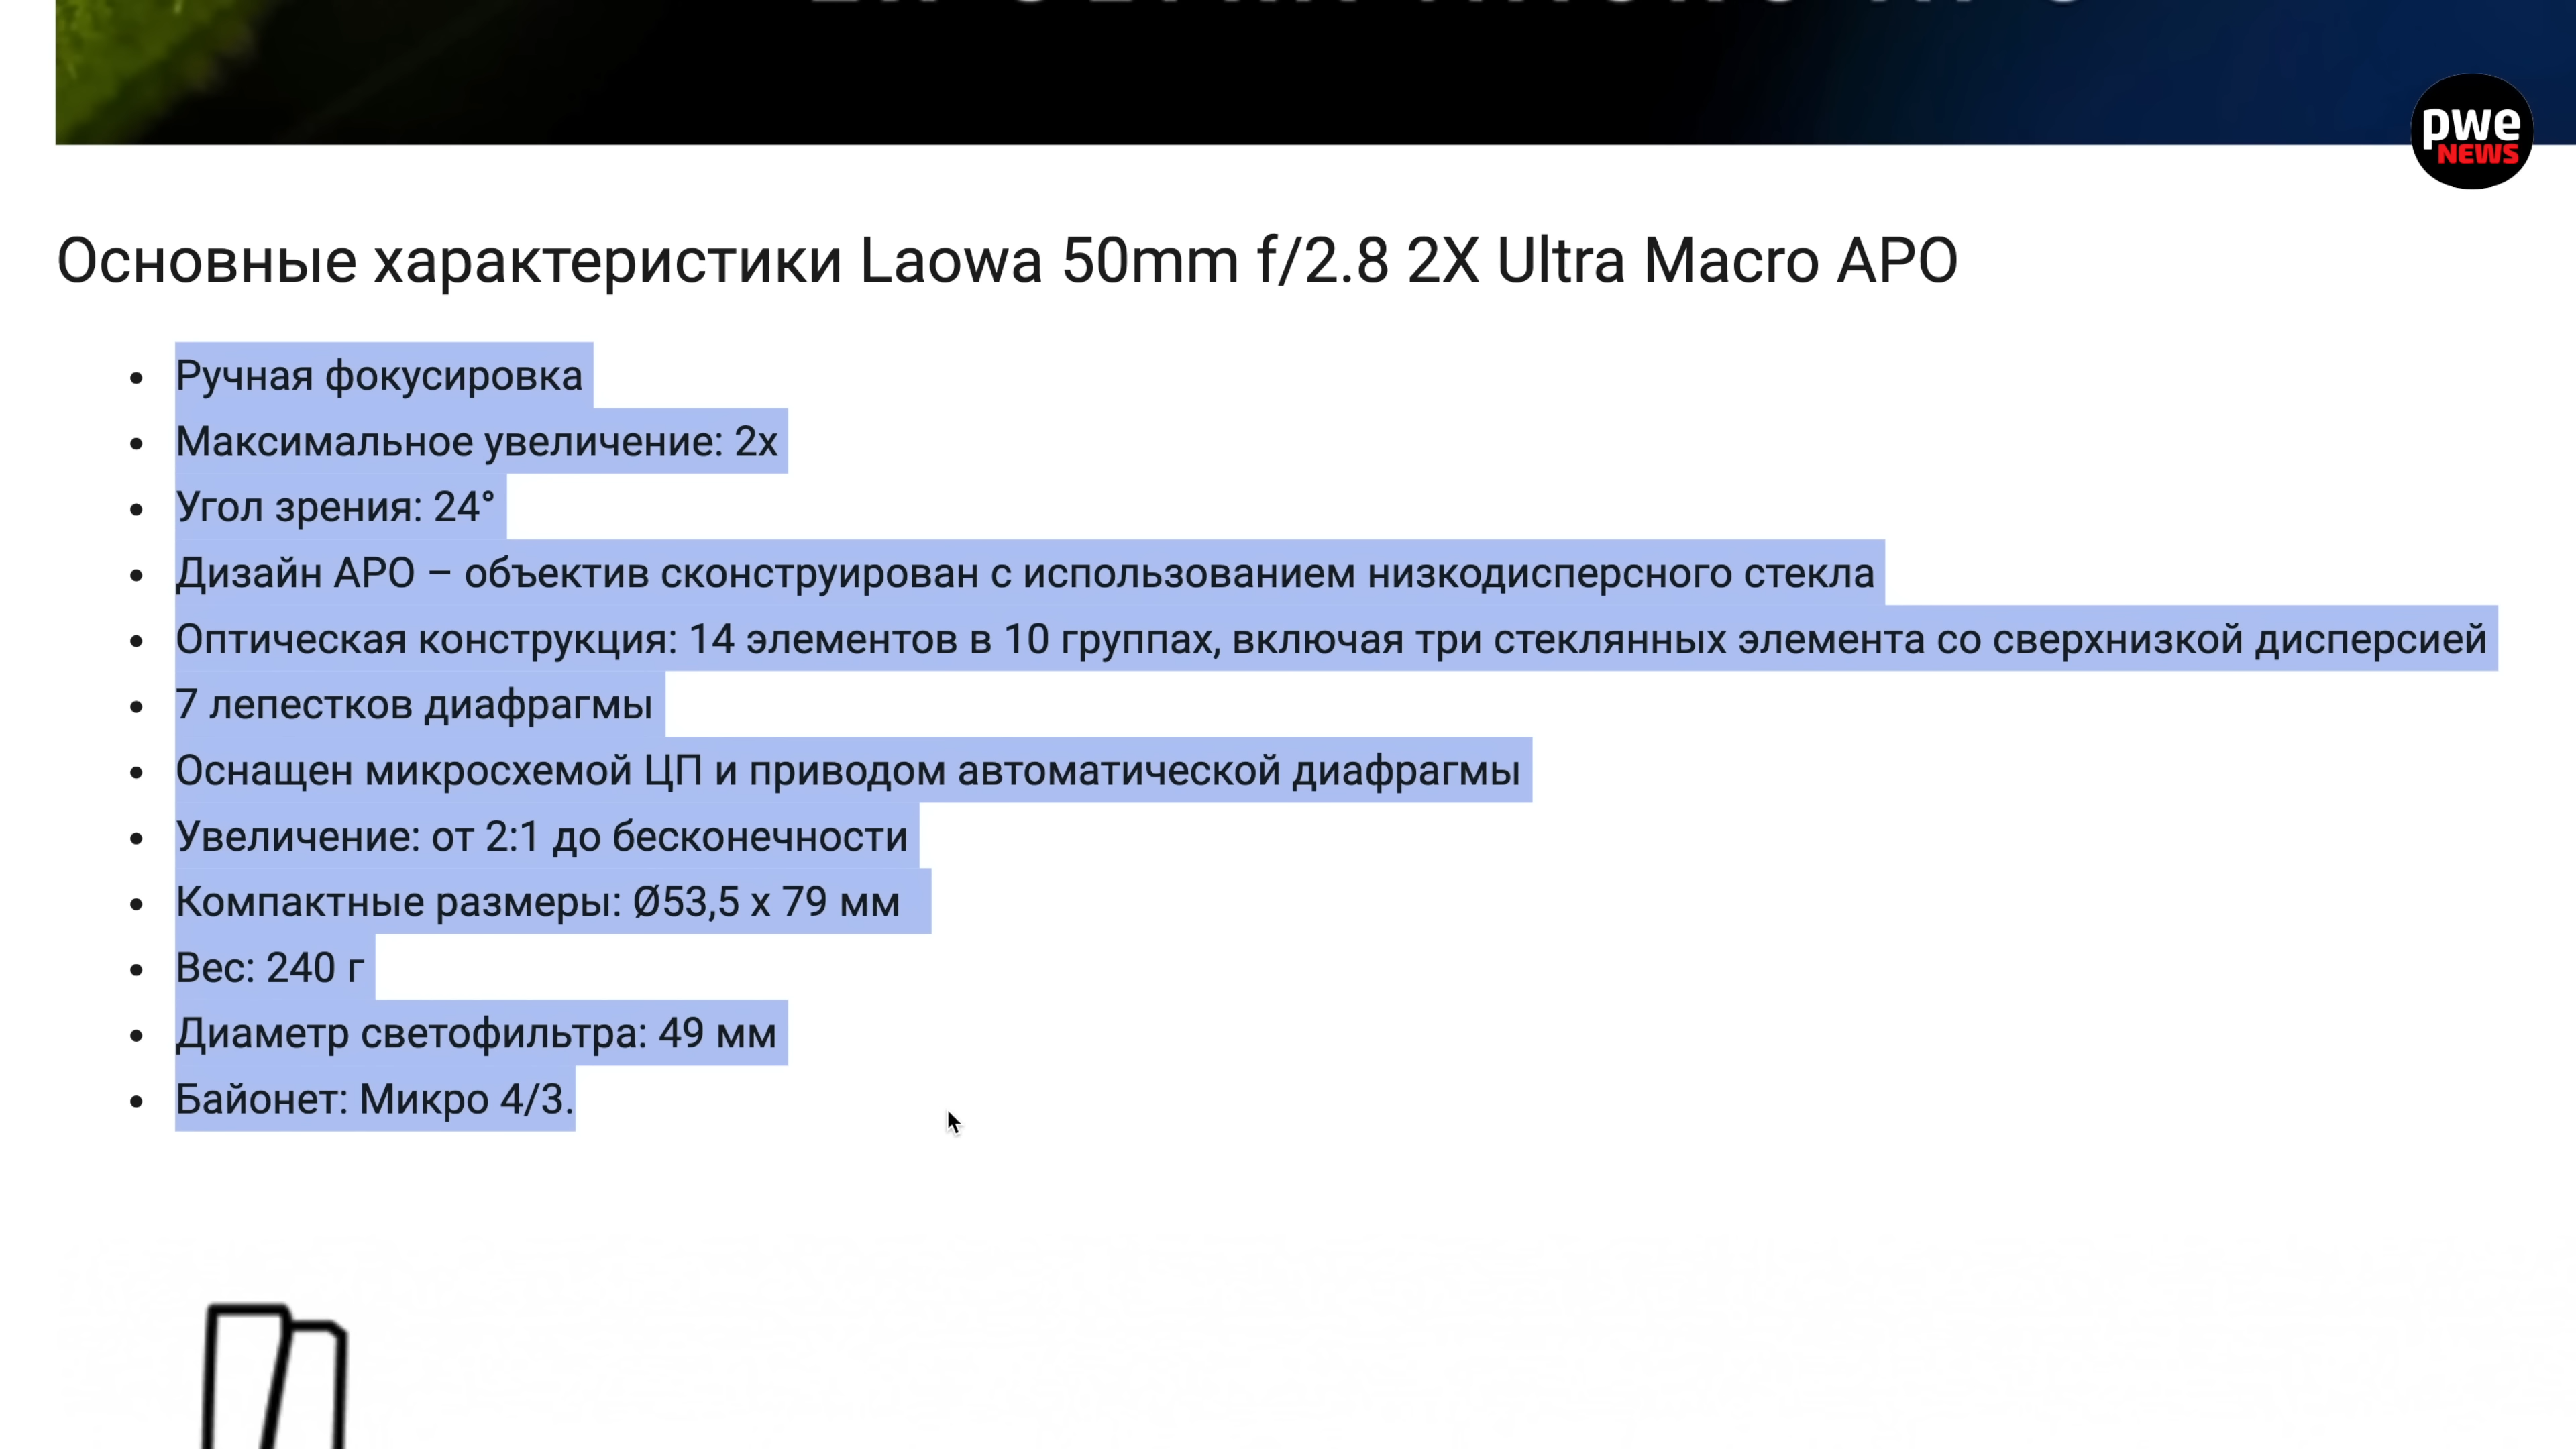 pwe
NEWS
Основные характеристики Laowa 50mm f/2.8 2X Ultra Macro APO
Ручная фокусировка
Максимальное увеличение: 2x
Угол зрения: 24°
Дизайн APO – объектив сконструирован с использованием низкодисперсного стекла
Оптическая конструкция: 14 элементов в 10 группах, включая три стеклянных элемента со сверхнизкой дисперсией
7 лепестков диафрагмы
Оснащен микросхемой ЦП и приводом автоматической диафрагмы
Увеличение: от 2:1 до бесконечности
Компактные размеры: Ø53,5 x 79 мм
Вес: 240 г
Диаметр светофильтра: 49 мм
Байонет: Микро 4/3.